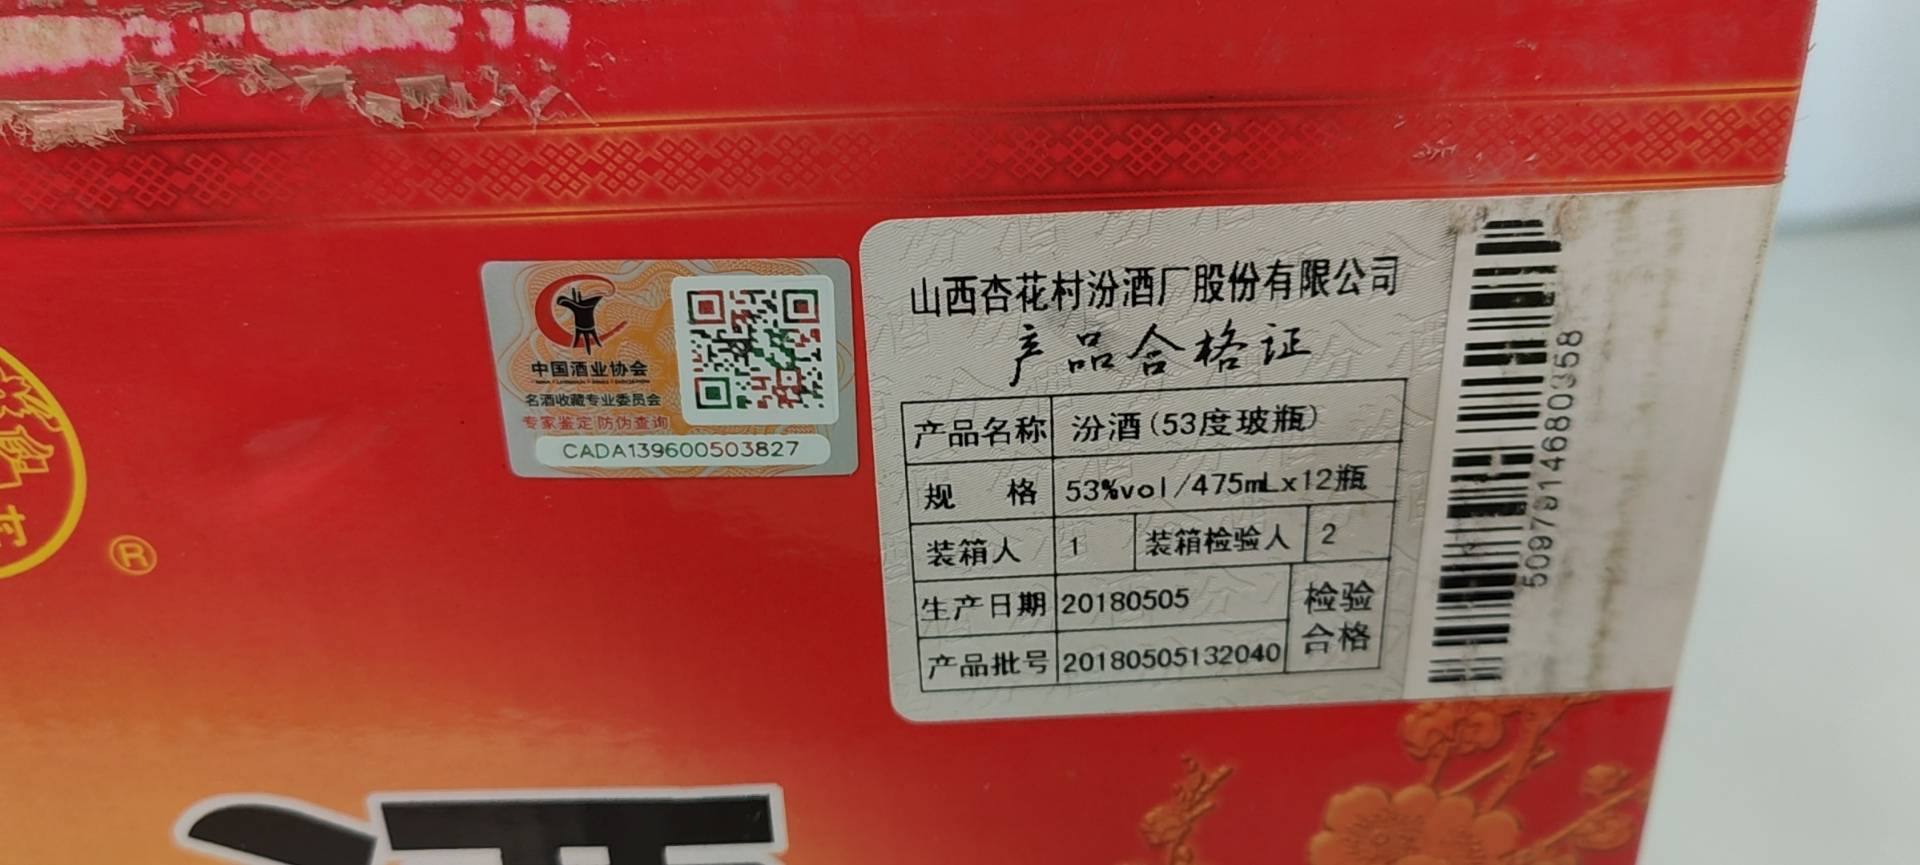 中国酒业协会
名酒收藏专业委员会
专家鉴定 防伪查询
CADA139600503827
山西杏花村汾酒厂股份有限公司
产品合格证
产品名称 汾酒(53度玻瓶)
规 格 53%vol/475mLx12瓶
装箱人 1 装箱检验人 2
生产日期 20180505 检验
产品批号 20180505132040 合格
5097914680358
®
村
酒